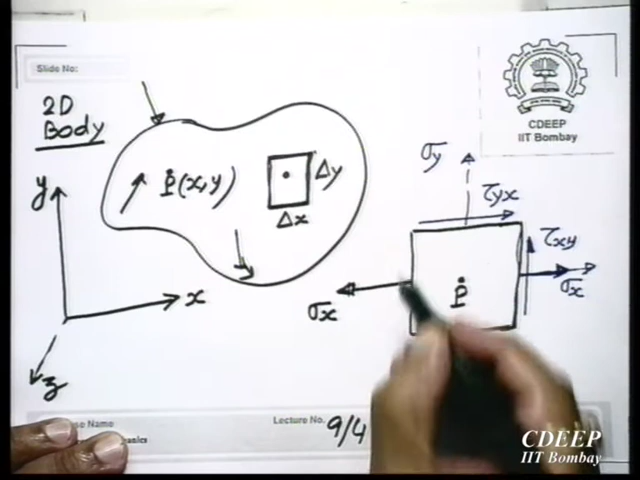 Slide No:
2D
Body
CDEEP
IIT Bombay
y
P(x,y)
Δy
Δx
x
z
σy
τyx
τxy
σx
P
σx
Lecture No.
9/4
CDEEP
IIT Bombay